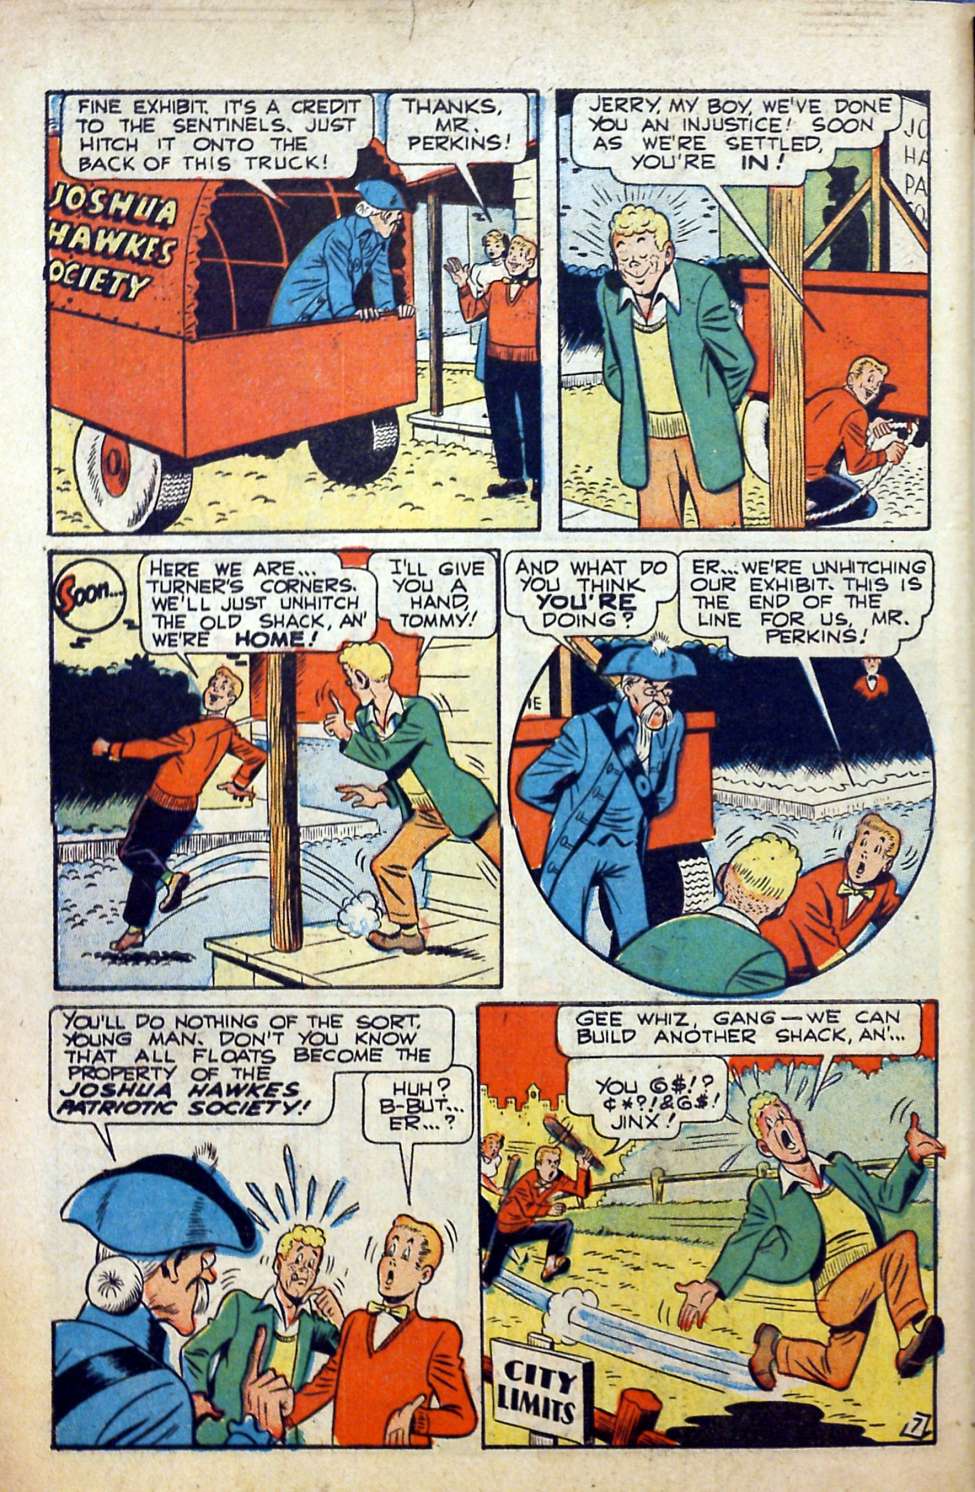 FINE EXHIBIT. IT'S A CREDIT
TO THE SENTINELS. JUST
HITCH IT ONTO THE
BACK OF THIS TRUCK!
THANKS,
MR.
PERKINS!
JOSHUA
HAWKES
OCIETY
JERRY, MY BOY, WE'VE DONE
YOU AN INJUSTICE! SOON
AS WE'RE SETTLED,
YOU'RE IN!
JO
HA
PA
SO
Soon...
HERE WE ARE...
TURNER'S CORNERS.
WE'LL JUST UNHITCH
THE OLD SHACK, AN'
WE'RE HOME!
I'LL GIVE
YOU A
HAND,
TOMMY!
AND WHAT DO
YOU THINK
YOU'RE
DOING?
ER... WE'RE UNHITCHING
OUR EXHIBIT. THIS IS
THE END OF THE
LINE FOR US, MR.
PERKINS!
IE
YOU'LL DO NOTHING OF THE SORT,
YOUNG MAN. DON'T YOU KNOW
THAT ALL FLOATS BECOME THE
PROPERTY OF THE
JOSHUA HAWKES
PATRIOTIC SOCIETY!
HUH?
B-BUT...
ER...?
GEE WHIZ, GANG—WE CAN
BUILD ANOTHER SHACK, AN'...
YOU G$!?
¢*?!&G$!
JINX!
CITY
LIMITS
7